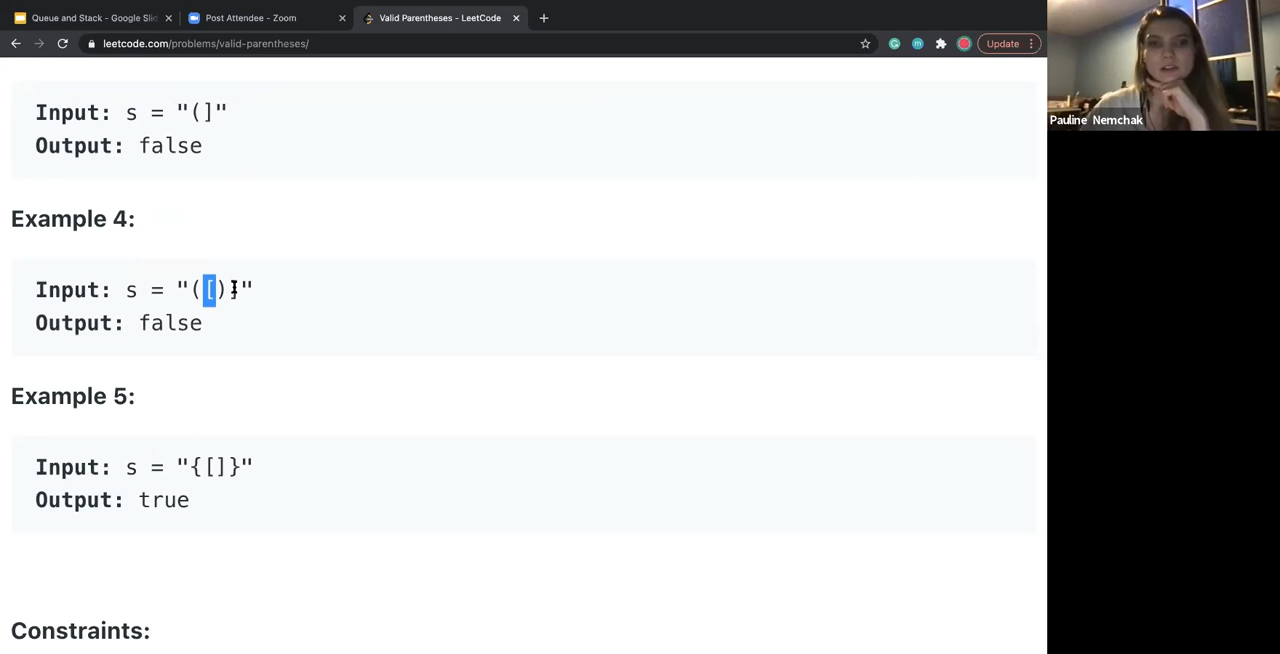 Queue and Stack - Google Slid
Post Attendee - Zoom
Valid Parentheses - LeetCode
leetcode.com/problems/valid-parentheses/
Update
Pauline Nemchak
Input: s = "(]"
Output: false
Example 4:
Input: s = "([)]"
Output: false
Example 5:
Input: s = "{[]}"
Output: true
Constraints: